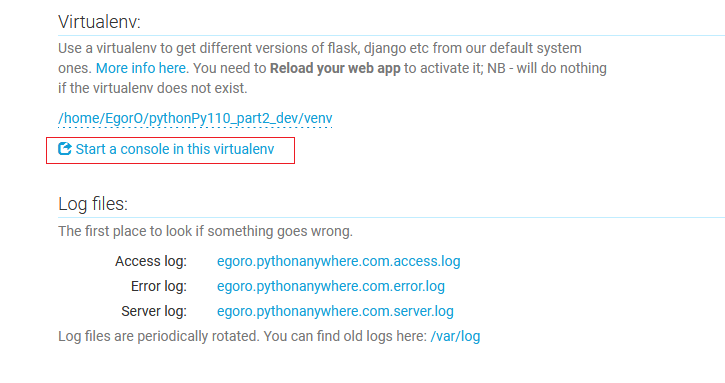 Virtualenv:
Use a virtualenv to get different versions of flask, django etc from our default system
ones. More info here. You need to Reload your web app to activate it; NB - will do nothing
if the virtualenv does not exist.
/home/EgorO/pythonPy110_part2_dev/venv
Start a console in this virtualenv
Log files:
The first place to look if something goes wrong.
Access log: egoro.pythonanywhere.com.access.log
Error log: egoro.pythonanywhere.com.error.log
Server log: egoro.pythonanywhere.com.server.log
Log files are periodically rotated. You can find old logs here: /var/log